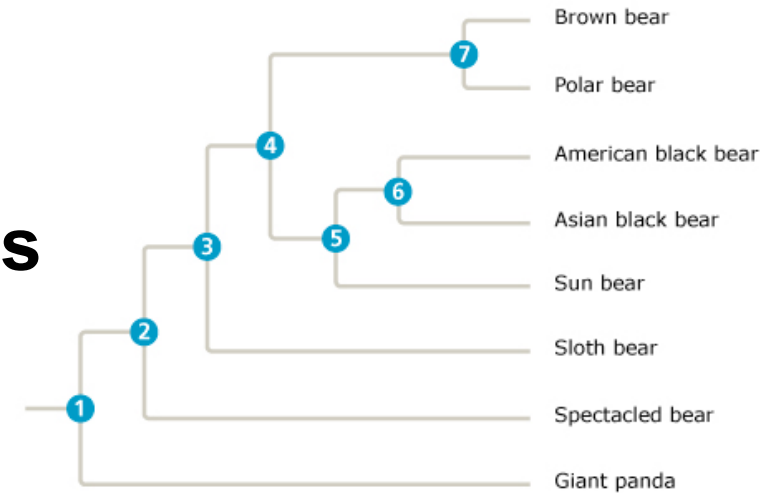 Brown bear
7
Polar bear
4
American black bear
6
Asian black bear
s
3
5
Sun bear
2
Sloth bear
1
Spectacled bear
Giant panda